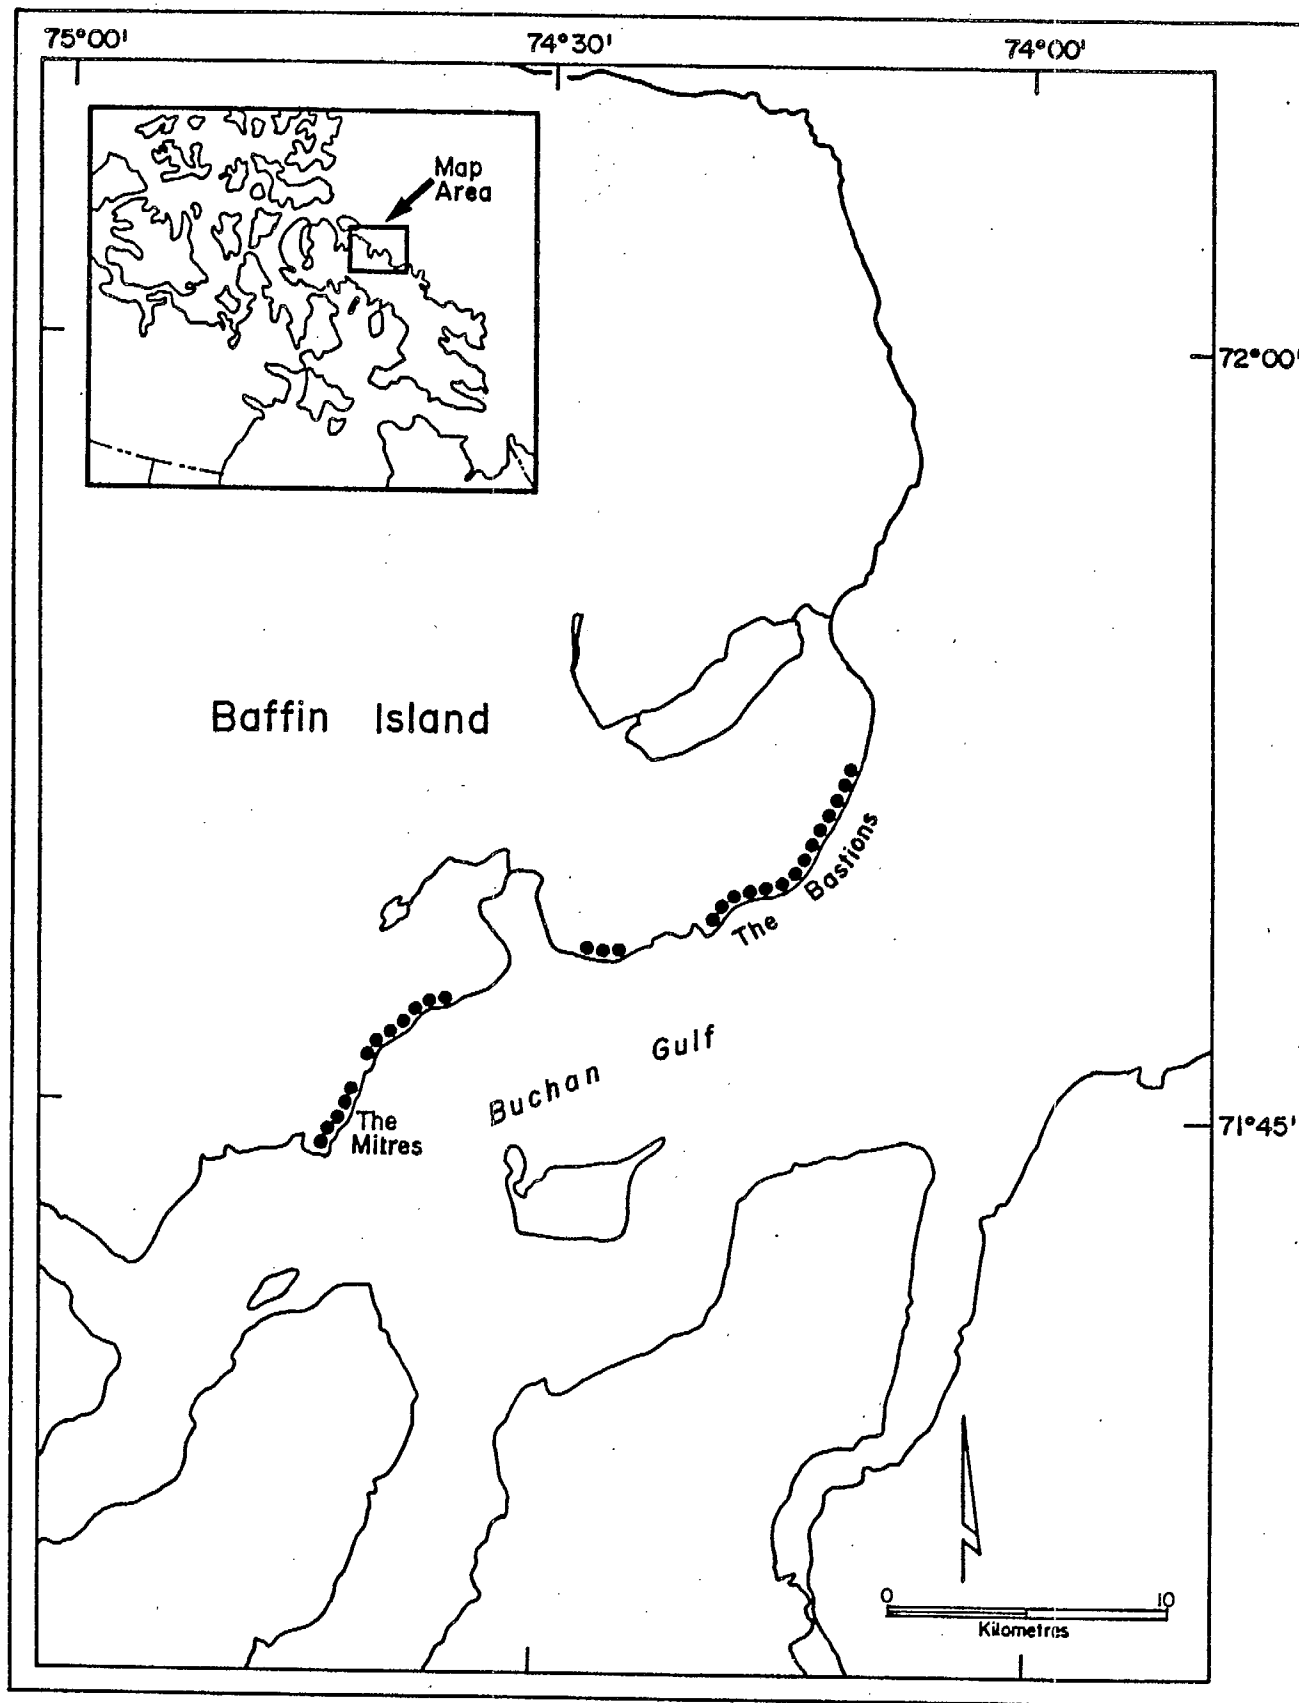 75°00' 74°30' 74°00'
Map
Area
72°00'
Baffin Island
The Bastions
Buchan Gulf
The
Mitres
71°45'
0 10
Kilometres